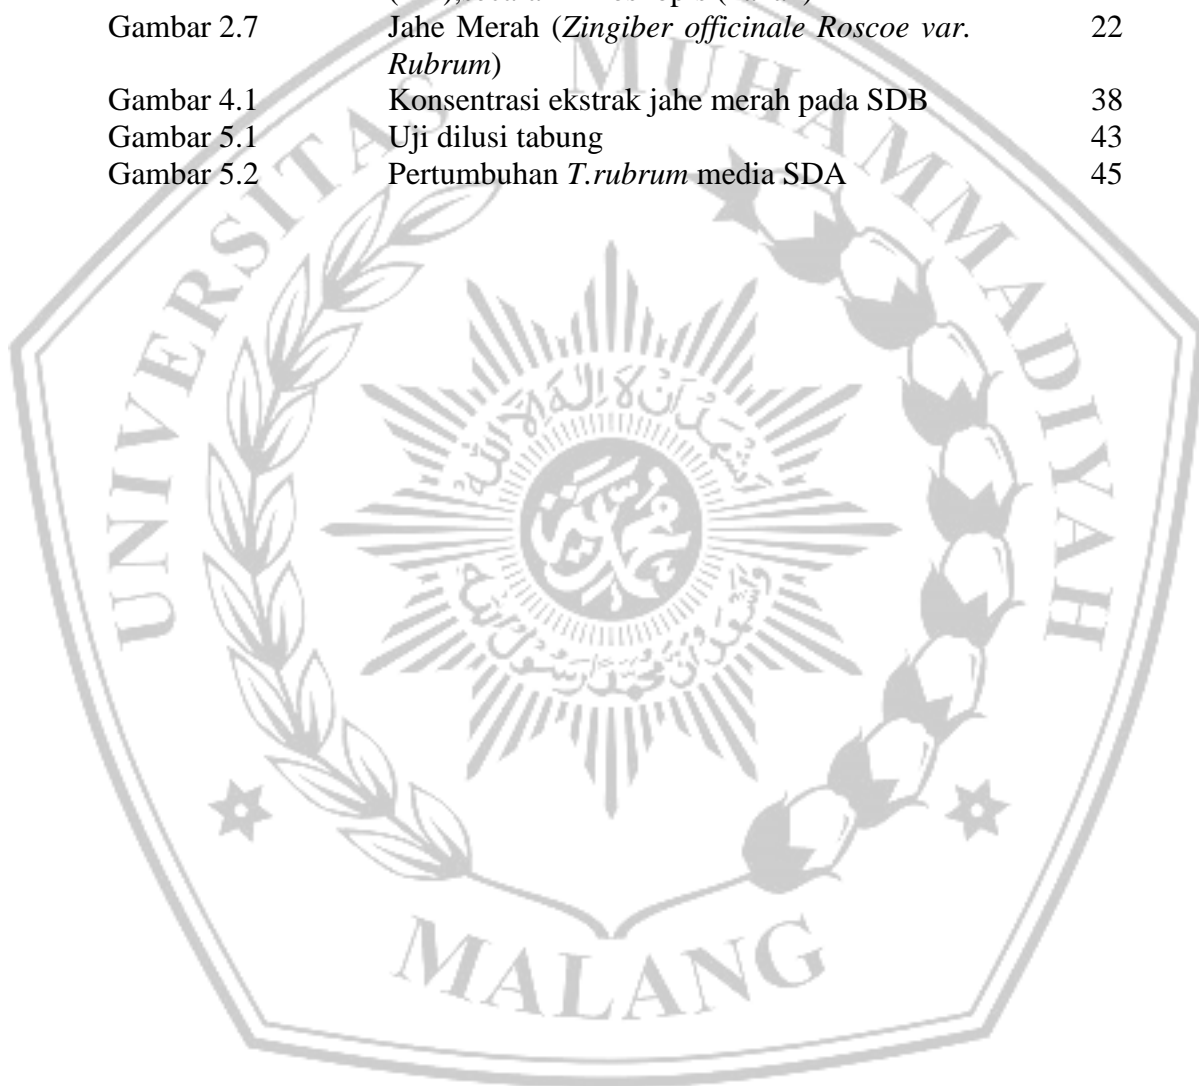 Gambar 2.7 Jahe Merah (Zingiber officinale Roscoe var. 22
Rubrum)
Gambar 4.1 Konsentrasi ekstrak jahe merah pada SDB 38
Gambar 5.1 Uji dilusi tabung 43
Gambar 5.2 Pertumbuhan T.rubrum media SDA 45
UNIVERSITAS MUHAMMADIYAH
MALANG